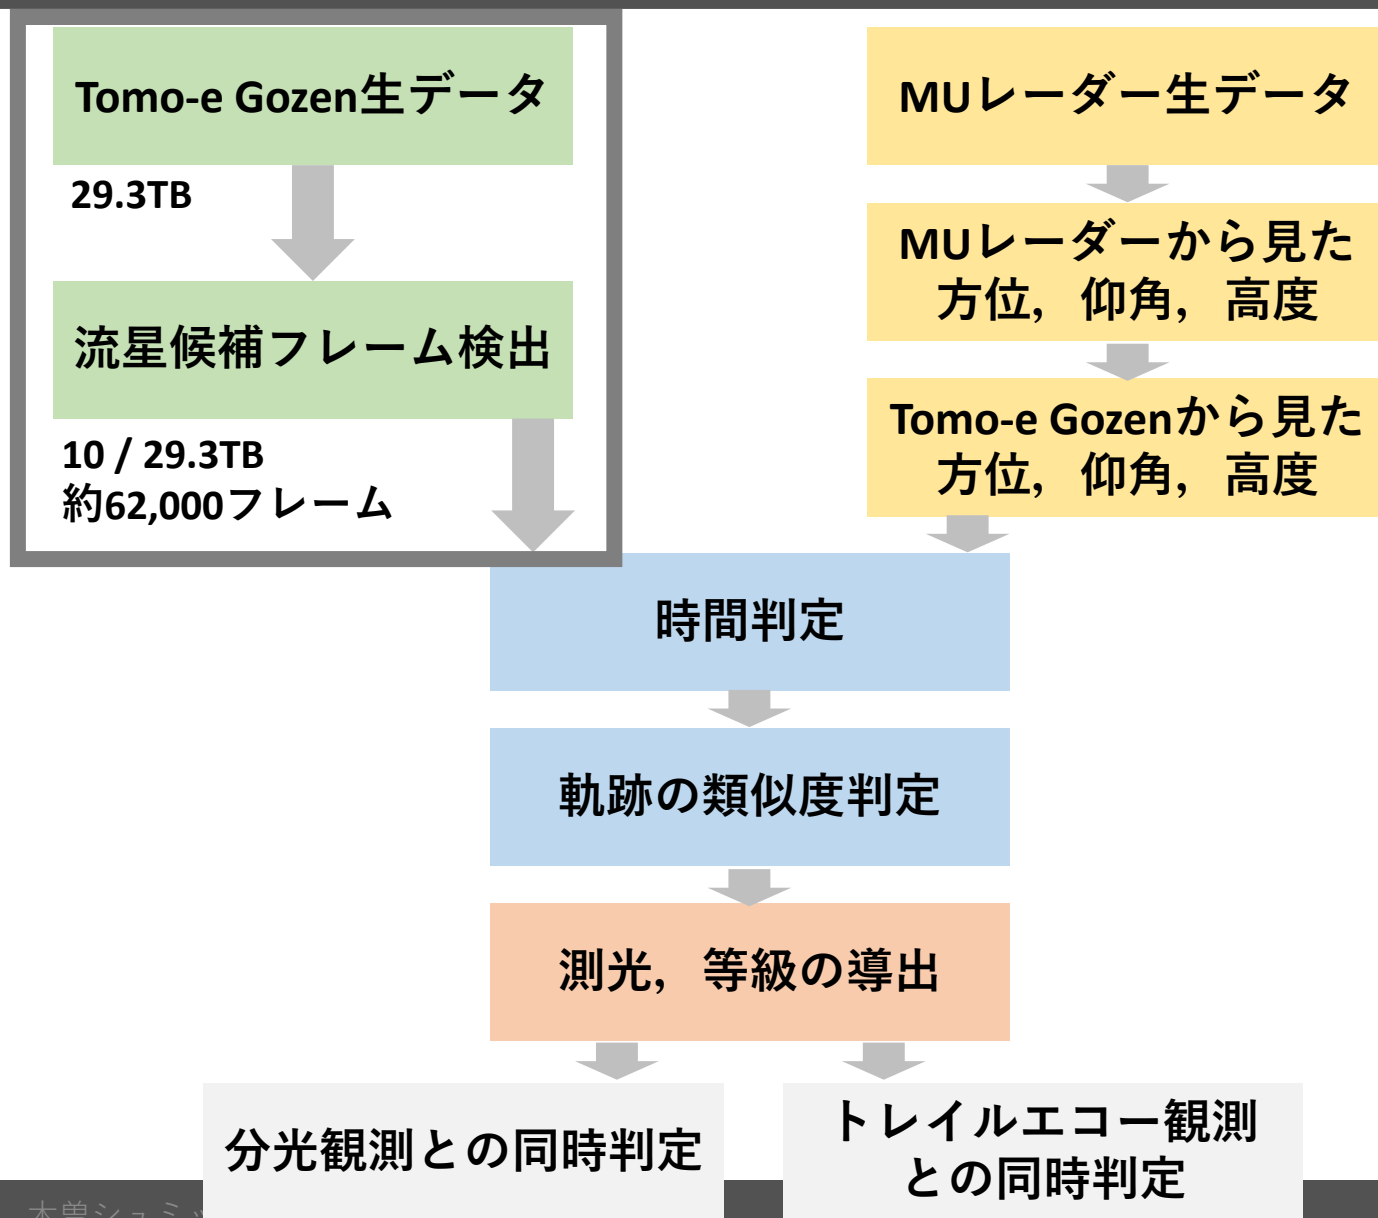 Tomo-e Gozen生データ
29.3TB
流星候補フレーム検出
10 / 29.3TB
約62,000フレーム
MUレーダー生データ
MUレーダーから見た
方位，仰角，高度
Tomo-e Gozenから見た
方位，仰角，高度
時間判定
軌跡の類似度判定
測光，等級の導出
分光観測との同時判定
トレイルエコー観測
との同時判定
木曽シュミッ